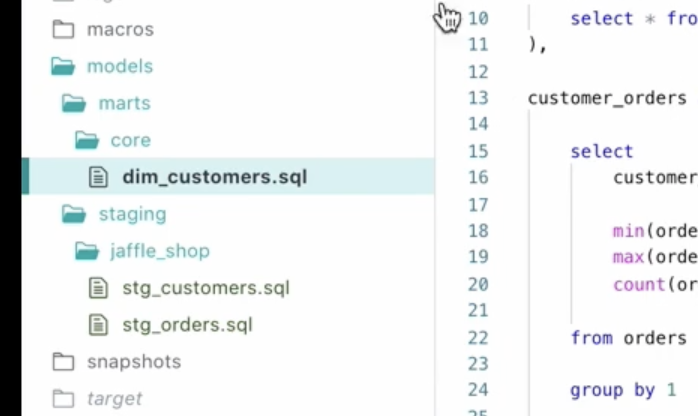 macros
models
marts
core
dim_customers.sql
staging
jaffle_shop
stg_customers.sql
stg_orders.sql
snapshots
target
10 select * fro
11 ),
12
13 customer_orders
14
15 select
16 customer
17
18 min(orde
19 max(orde
20 count(or
21
22 from orders
23
24 group by 1